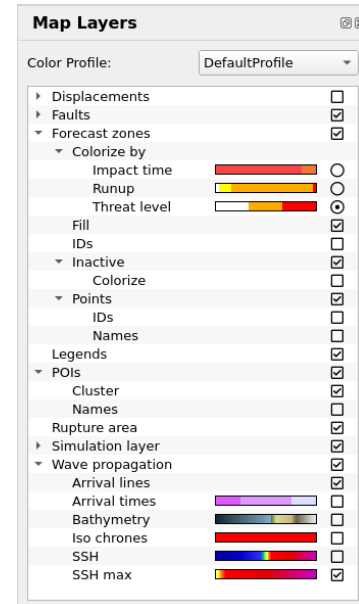 Map Layers
Color Profile: DefaultProfile
Displacements
Faults
Forecast zones
Colorize by
Impact time
Runup
Threat level
Fill
IDs
Inactive
Colorize
Points
IDs
Names
Legends
POIs
Cluster
Names
Rupture area
Simulation layer
Wave propagation
Arrival lines
Arrival times
Bathymetry
Iso chrones
SSH
SSH max